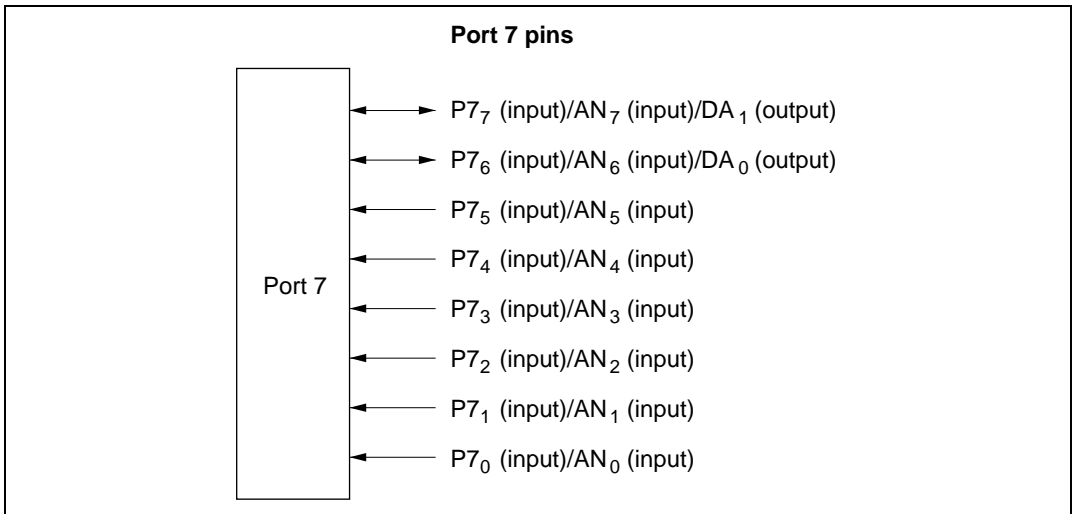 Port 7 pins
P7₇ (input)/AN₇ (input)/DA₁ (output)
P7₆ (input)/AN₆ (input)/DA₀ (output)
P7₅ (input)/AN₅ (input)
P7₄ (input)/AN₄ (input)
Port 7
P7₃ (input)/AN₃ (input)
P7₂ (input)/AN₂ (input)
P7₁ (input)/AN₁ (input)
P7₀ (input)/AN₀ (input)